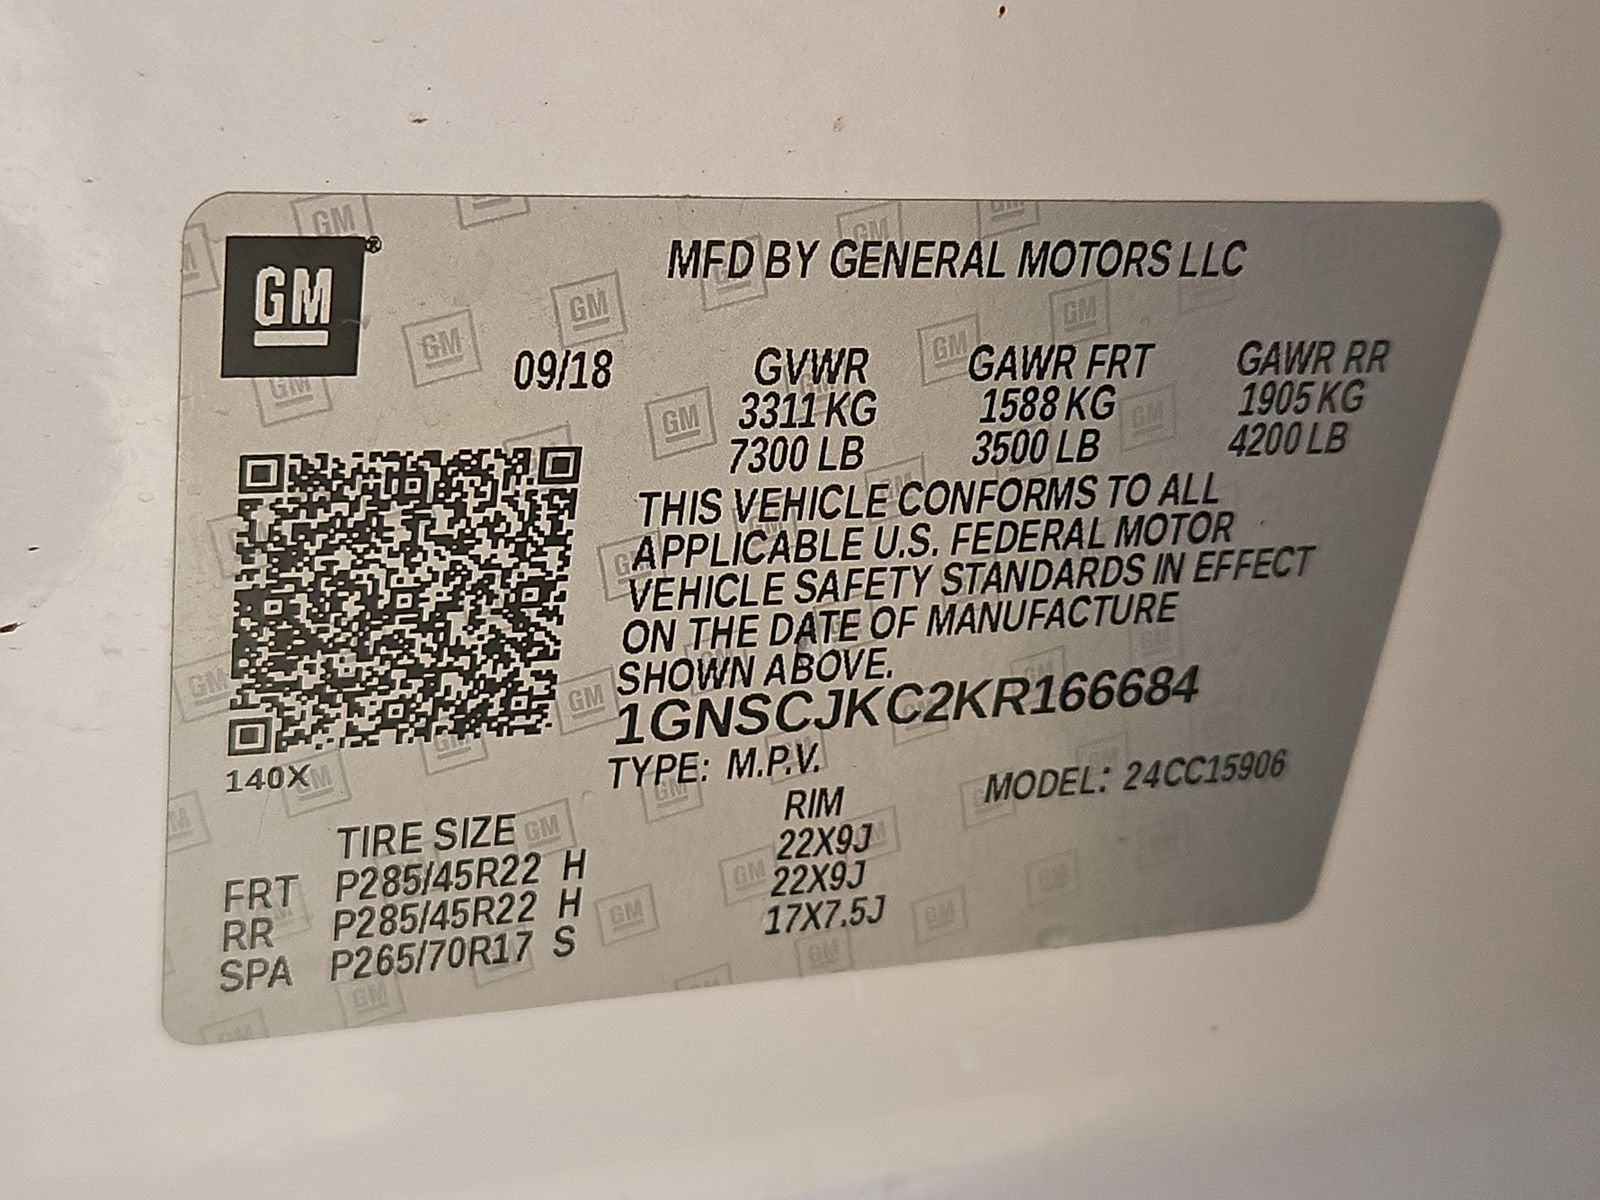 GM®
MFD BY GENERAL MOTORS LLC
09/18
GVWR GAWR FRT GAWR RR
3311 KG 1588 KG 1905 KG
7300 LB 3500 LB 4200 LB
THIS VEHICLE CONFORMS TO ALL
APPLICABLE U.S. FEDERAL MOTOR
VEHICLE SAFETY STANDARDS IN EFFECT
ON THE DATE OF MANUFACTURE
SHOWN ABOVE.
1GNSCJKC2KR166684
140X
TYPE: M.P.V. MODEL: 24CC15906
TIRE SIZE RIM
FRT P285/45R22 H 22X9J
RR P285/45R22 H 22X9J
SPA P265/70R17 S 17X7.5J